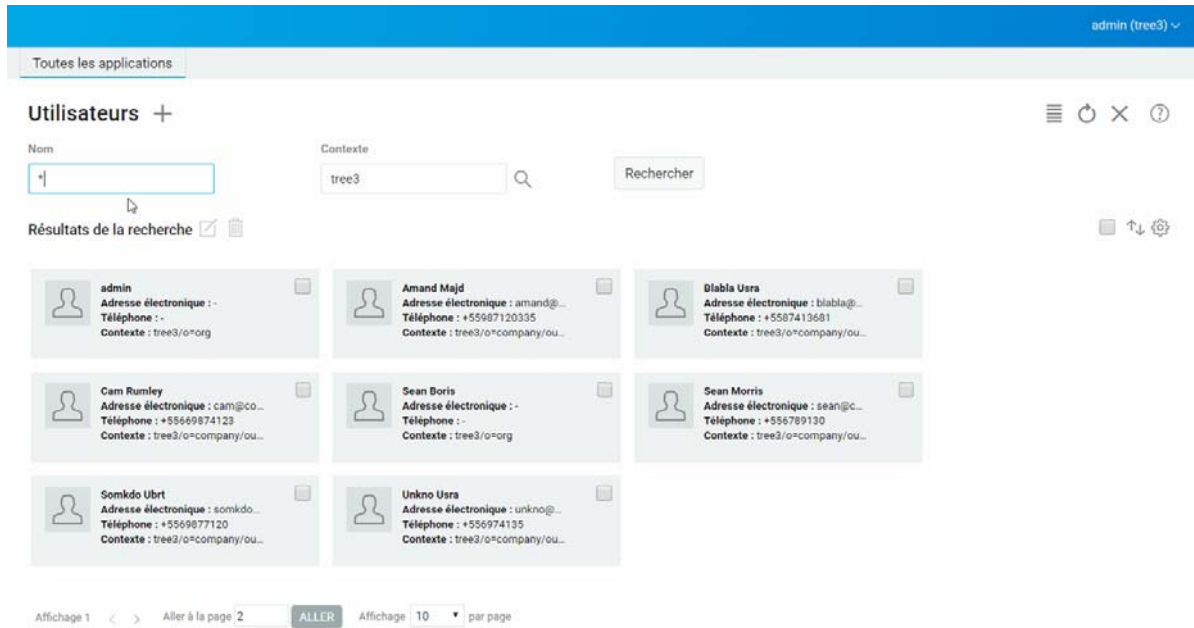 admin (tree3)
Toutes les applications
Utilisateurs +
Nom
Contexte
*
tree3
Rechercher
Résultats de la recherche
admin
Adresse électronique : -
Téléphone : -
Contexte : tree3/o=org
Amand Majd
Adresse électronique : amand@...
Téléphone : +55987120335
Contexte : tree3/o=company/ou...
Blabla Usra
Adresse électronique : blabla@...
Téléphone : +5587413681
Contexte : tree3/o=company/ou...
Cam Rumley
Adresse électronique : cam@co...
Téléphone : +55669874123
Contexte : tree3/o=company/ou...
Sean Boris
Adresse électronique : -
Téléphone : -
Contexte : tree3/o=org
Sean Morris
Adresse électronique : sean@c...
Téléphone : +556789130
Contexte : tree3/o=company/ou...
Somkdo Ubrt
Adresse électronique : somkdo...
Téléphone : +5569877120
Contexte : tree3/o=company/ou...
Unkno Usra
Adresse électronique : unkno@...
Téléphone : +556974135
Contexte : tree3/o=company/ou...
Affichage 1 < > Aller à la page 2 ALLER Affichage 10 par page